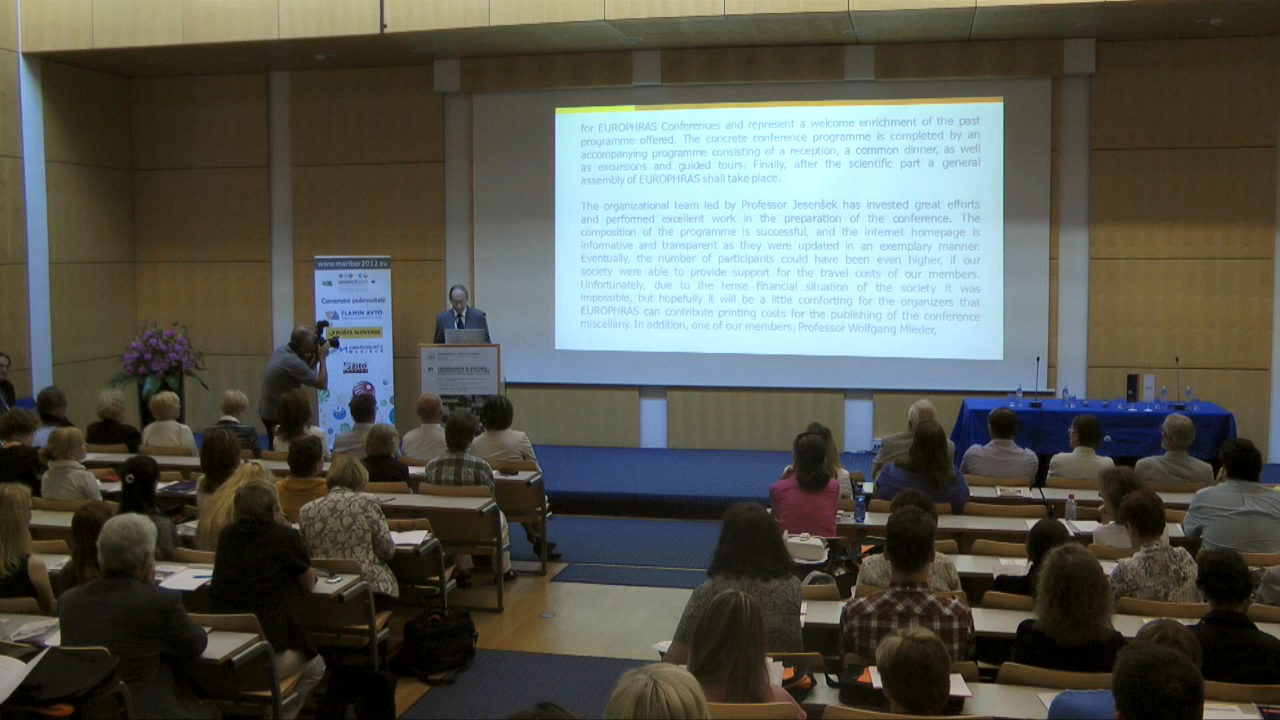 for EUROPHRAS Conferences and represent a welcome enrichment of the past
programme offered. The concrete conference programme is completed by an
accompanying programme consisting of a reception, a common dinner, as well
as excursions and guided tours. Finally, after the scientific part a general
assembly of EUROPHRAS shall take place.
The organizational team led by Professor Jesenšek has invested great efforts
and performed excellent work in the preparation of the conference. The
composition of the programme is successful, and the internet homepage is
informative and transparent as they were updated in an exemplary manner.
Eventually, the number of participants could have been even higher, if our
society were able to provide support for the travel costs of our members.
Unfortunately, due to the tense financial situation of the society it was
impossible, but hopefully it will be a little comforting for the organizers that
EUROPHRAS can contribute printing costs for the publishing of the conference
miscellany. In addition, one of our members, Professor Wolfgang Mieder,
www.maribor2012.eu
Generalni pokrovitelji
FLAMIN AVTO
POŠTA SLOVENIJE
MARIBOR
žito